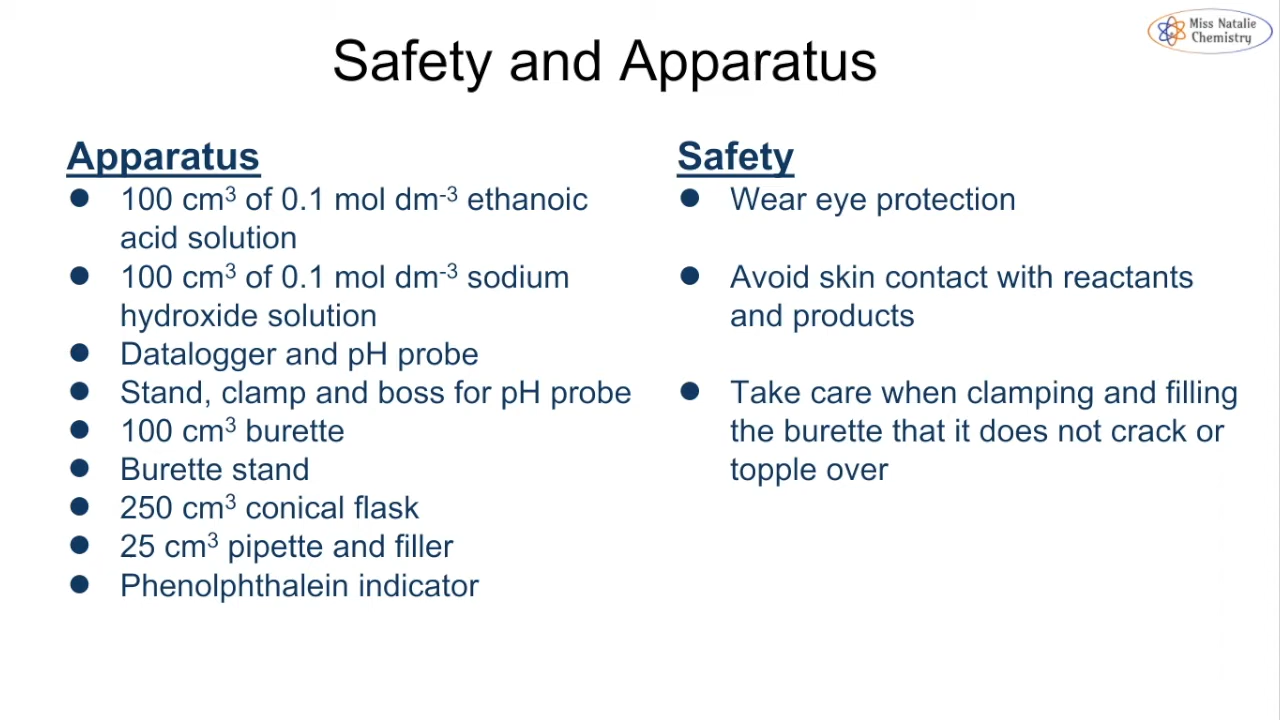 Miss Natalie
Chemistry
Safety and Apparatus
Apparatus
● 100 cm³ of 0.1 mol dm⁻³ ethanoic
acid solution
● 100 cm³ of 0.1 mol dm⁻³ sodium
hydroxide solution
● Datalogger and pH probe
● Stand, clamp and boss for pH probe
● 100 cm³ burette
● Burette stand
● 250 cm³ conical flask
● 25 cm³ pipette and filler
● Phenolphthalein indicator
Safety
● Wear eye protection
● Avoid skin contact with reactants
and products
● Take care when clamping and filling
the burette that it does not crack or
topple over